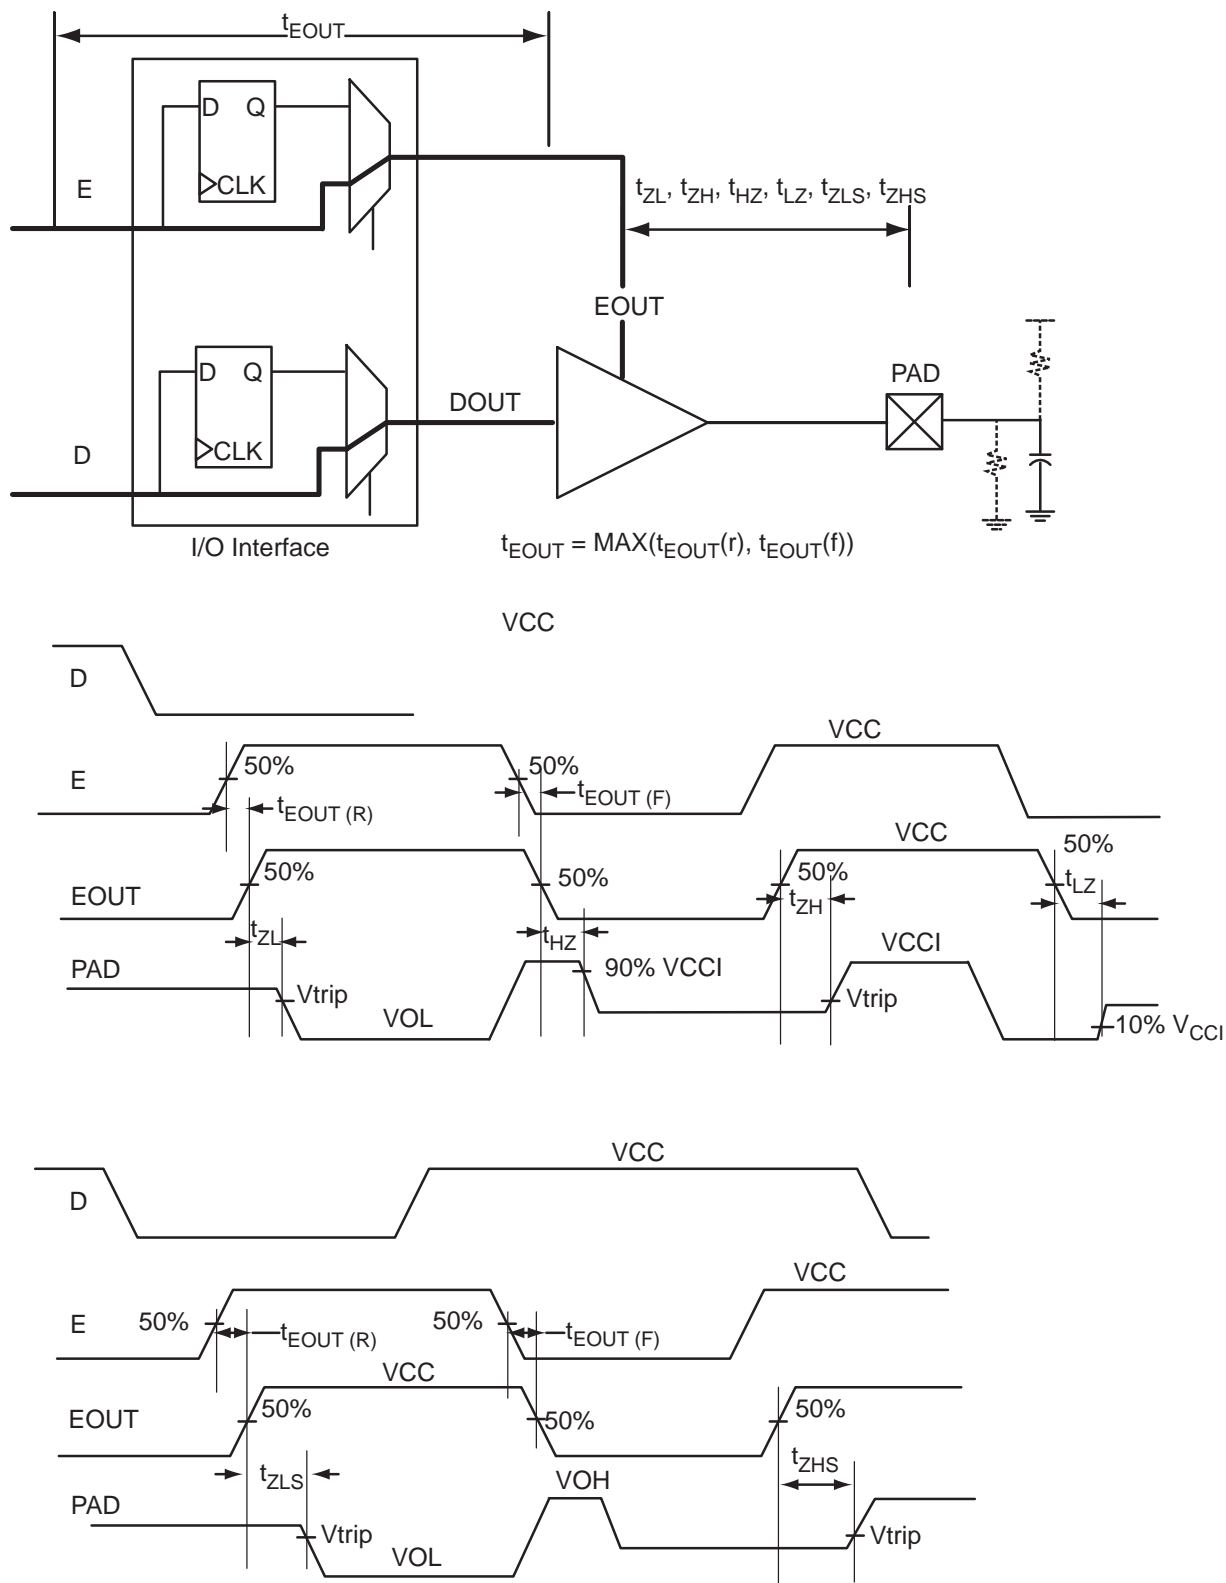 tEOUT
D Q
CLK
E
tZL, tZH, tHZ, tLZ, tZLS, tZHS
EOUT
D Q
CLK
D
DOUT
PAD
I/O Interface
tEOUT = MAX(tEOUT(r), tEOUT(f))
VCC
D
VCC
E
50%
50%
tEOUT (R)
tEOUT (F)
VCC
50%
EOUT
50%
50%
50%
tZL
tHZ
tZH
tLZ
PAD
VCCI
90% VCCI
Vtrip
Vtrip
VOL
10% VCCI
VCC
D
VCC
E
50%
50%
tEOUT (R)
tEOUT (F)
VCC
EOUT
50%
50%
50%
tZLS
tZHS
VOH
PAD
Vtrip
Vtrip
VOL